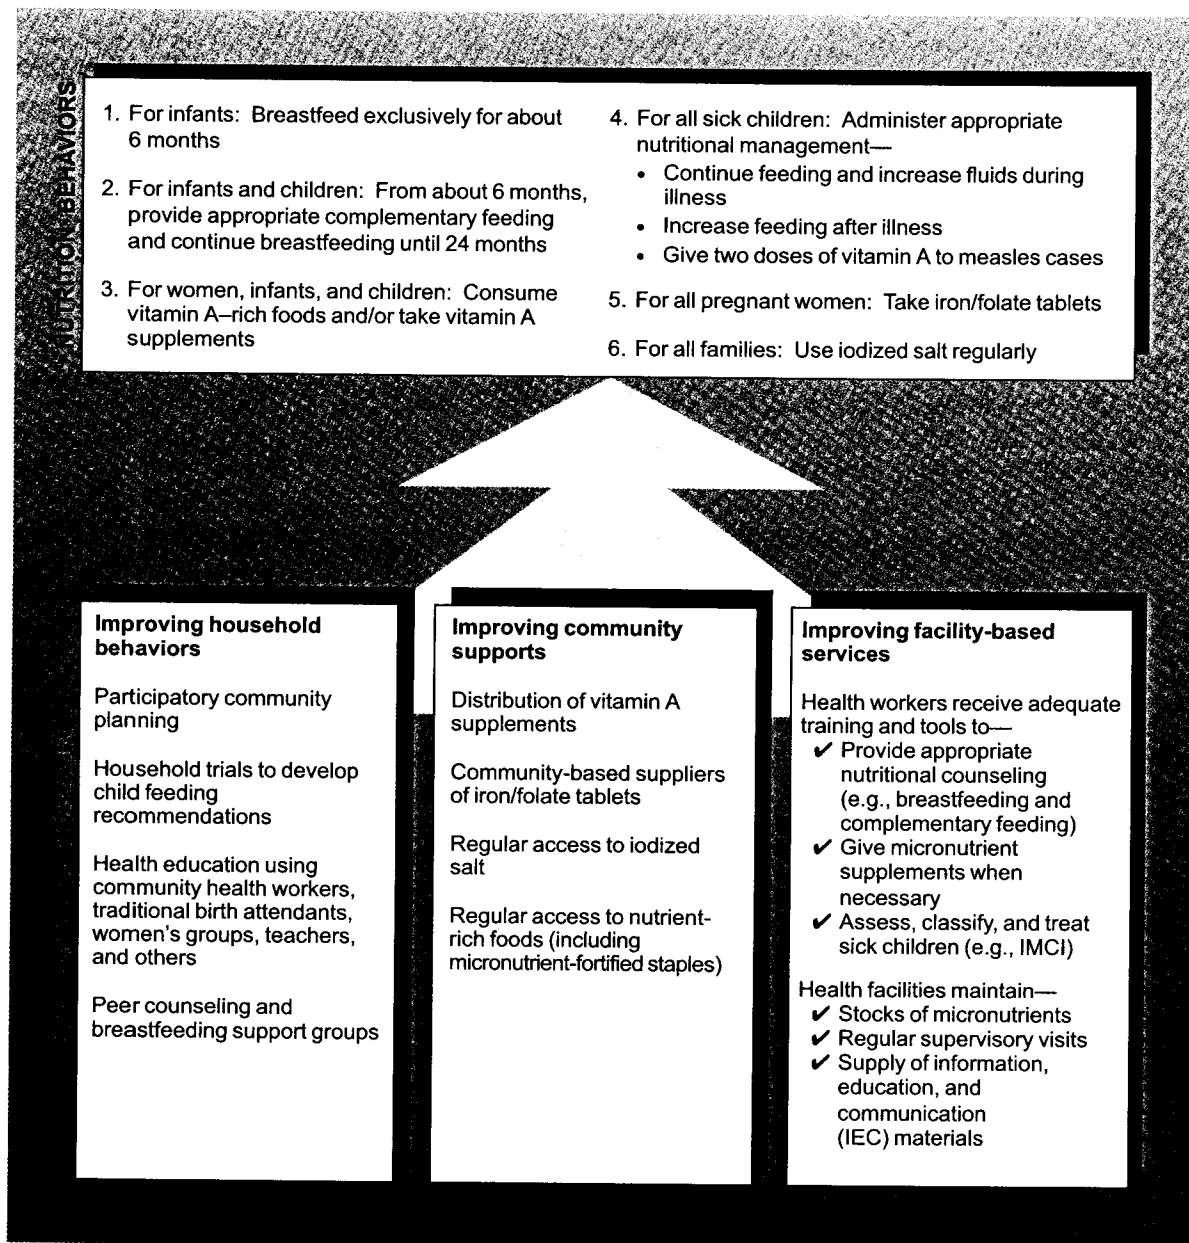 NUTRITION BEHAVIORS
1. For infants: Breastfeed exclusively for about
6 months
2. For infants and children: From about 6 months,
provide appropriate complementary feeding
and continue breastfeeding until 24 months
3. For women, infants, and children: Consume
vitamin A–rich foods and/or take vitamin A
supplements
4. For all sick children: Administer appropriate
nutritional management—
• Continue feeding and increase fluids during
illness
• Increase feeding after illness
• Give two doses of vitamin A to measles cases
5. For all pregnant women: Take iron/folate tablets
6. For all families: Use iodized salt regularly
Improving household
behaviors
Participatory community
planning
Household trials to develop
child feeding
recommendations
Health education using
community health workers,
traditional birth attendants,
women's groups, teachers,
and others
Peer counseling and
breastfeeding support groups
Improving community
supports
Distribution of vitamin A
supplements
Community-based suppliers
of iron/folate tablets
Regular access to iodized
salt
Regular access to nutrient-
rich foods (including
micronutrient-fortified staples)
Improving facility-based
services
Health workers receive adequate
training and tools to—
✔ Provide appropriate
nutritional counseling
(e.g., breastfeeding and
complementary feeding)
✔ Give micronutrient
supplements when
necessary
✔ Assess, classify, and treat
sick children (e.g., IMCI)
Health facilities maintain—
✔ Stocks of micronutrients
✔ Regular supervisory visits
✔ Supply of information,
education, and
communication
(IEC) materials